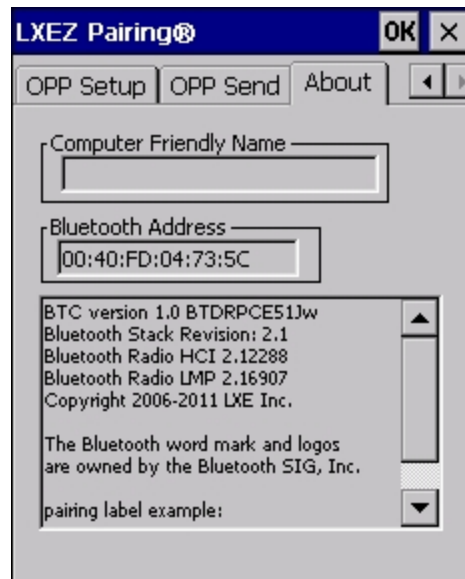 LXEZ Pairing® OK ×
OPP Setup OPP Send About
Computer Friendly Name
Bluetooth Address
00:40:FD:04:73:5C
BTC version 1.0 BTDRPCE51Jw
Bluetooth Stack Revision: 2.1
Bluetooth Radio HCI 2.12288
Bluetooth Radio LMP 2.16907
Copyright 2006-2011 LXE Inc.
The Bluetooth word mark and logos
are owned by the Bluetooth SIG, Inc.
pairing label example: